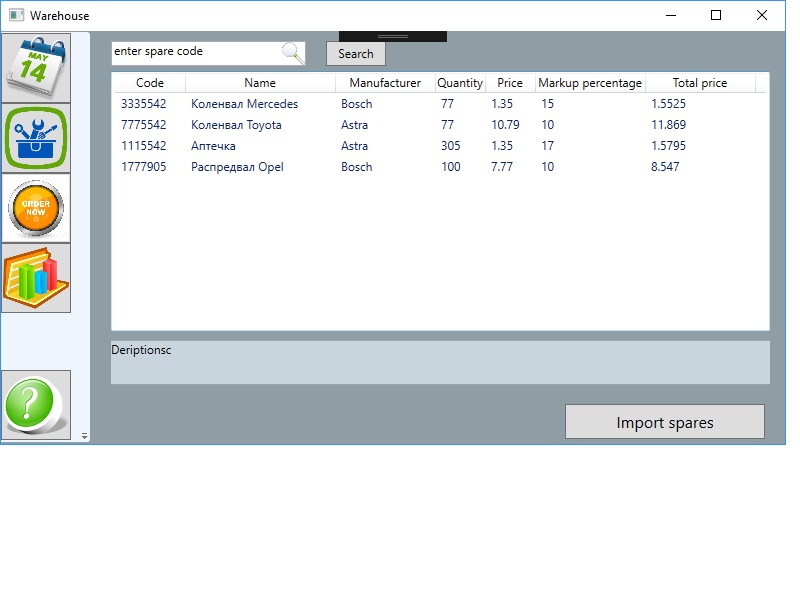 Warehouse
MAY
14
enter spare code
Search
Code Name Manufacturer Quantity Price Markup percentage Total price
3335542 Коленвал Mercedes Bosch 77 1.35 15 1.5525
7775542 Коленвал Toyota Astra 77 10.79 10 11.869
1115542 Аптечка Astra 305 1.35 17 1.5795
1777905 Распредвал Opel Bosch 100 7.77 10 8.547
ORDER
NOW
Deriptionsc
?
Import spares